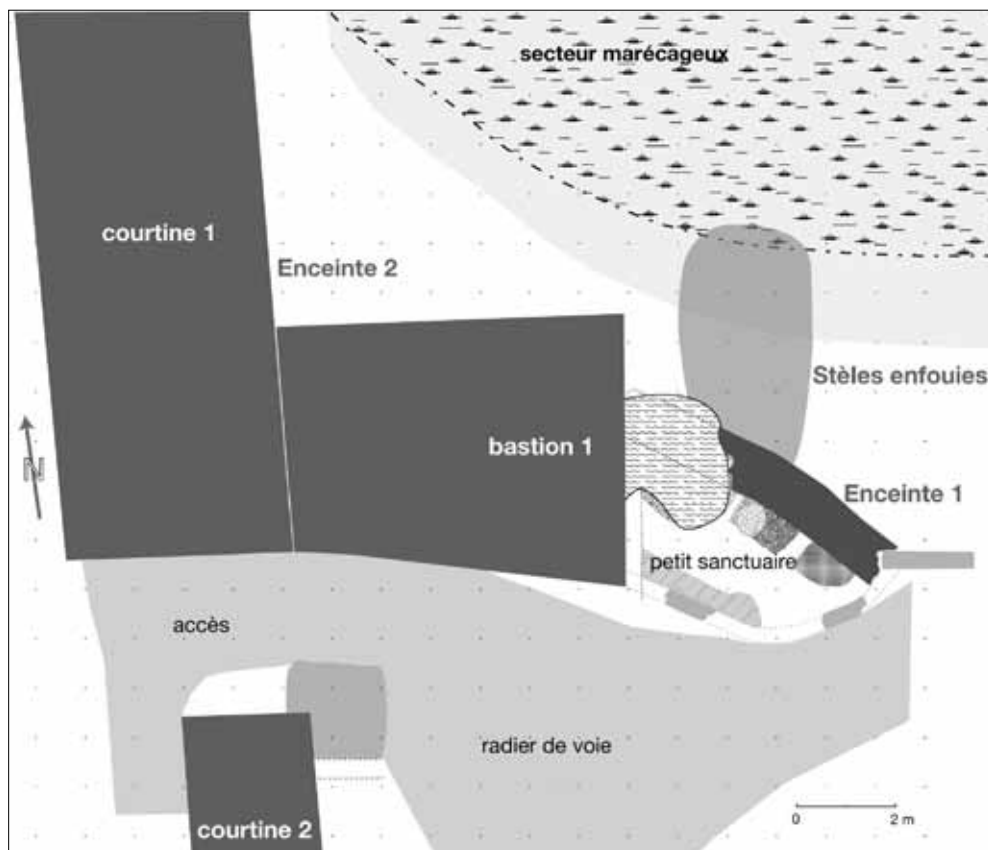 secteur marécageux
courtine 1
Enceinte 2
Stèles enfouies
bastion 1
N
Enceinte 1
petit sanctuaire
accès
radier de voie
courtine 2
0 2 m